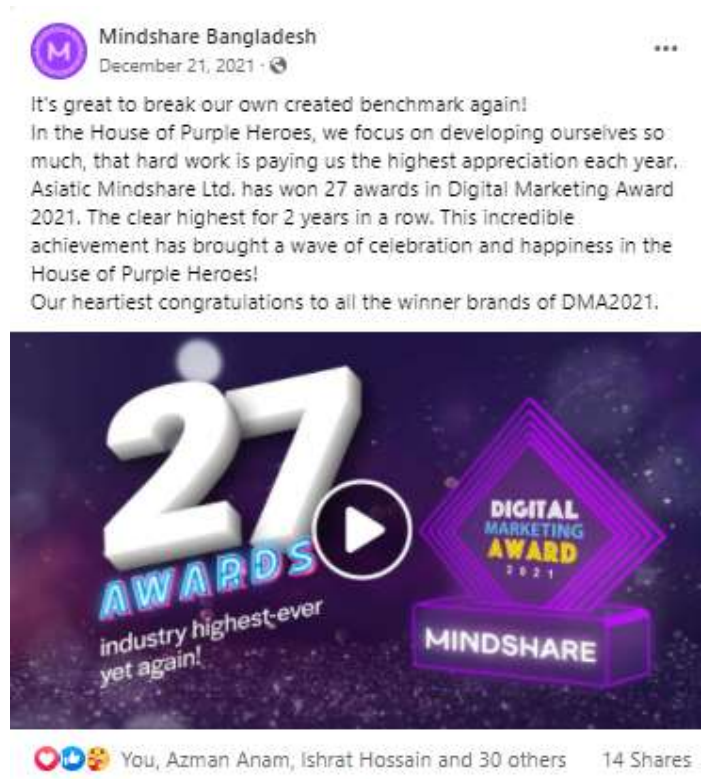 Mindshare Bangladesh
December 21, 2021 ·
It's great to break our own created benchmark again!
In the House of Purple Heroes, we focus on developing ourselves so
much, that hard work is paying us the highest appreciation each year.
Asiatic Mindshare Ltd. has won 27 awards in Digital Marketing Award
2021. The clear highest for 2 years in a row. This incredible
achievement has brought a wave of celebration and happiness in the
House of Purple Heroes!
Our heartiest congratulations to all the winner brands of DMA2021.
27
AWARDS
industry highest-ever
yet again!
DIGITAL
MARKETING
AWARD
2021
MINDSHARE
You, Azman Anam, Ishrat Hossain and 30 others 14 Shares